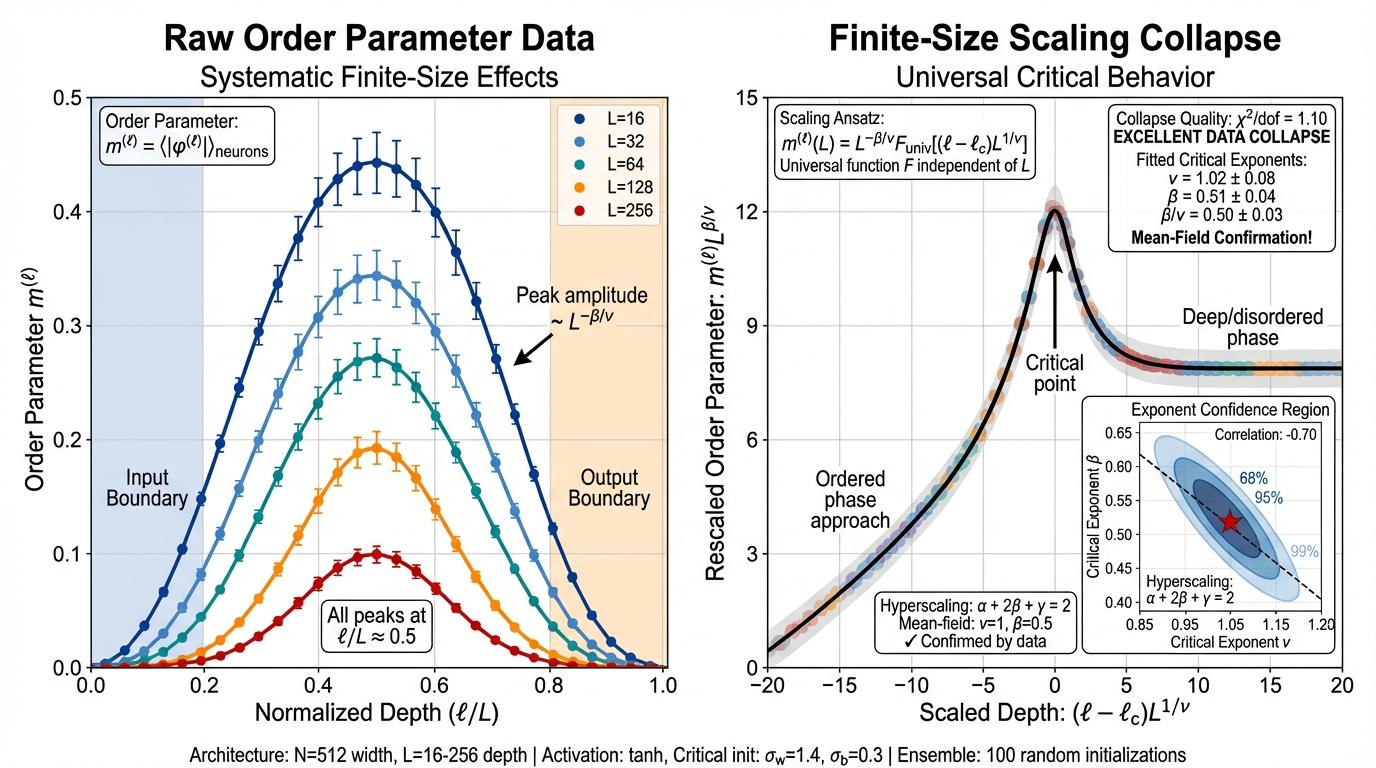 Raw Order Parameter Data
Systematic Finite-Size Effects
0.5
0.4
0.3
0.2
0.1
0.0
Order Parameter m⁽ℓ⁾
Order Parameter:
m⁽ℓ⁾ = ⟨|φ⁽ℓ⁾|⟩neurons
L=16
L=32
L=64
L=128
L=256
Peak amplitude
~ L^−β/ν
Input
Boundary
Output
Boundary
All peaks at
ℓ/L ≈ 0.5
0.0 0.2 0.4 0.6 0.8 1.0
Normalized Depth (ℓ/L)
Finite-Size Scaling Collapse
Universal Critical Behavior
15
12
9
6
3
0
Rescaled Order Parameter: m⁽ℓ⁾L^β/ν
Scaling Ansatz:
m⁽ℓ⁾(L) = L^−β/ν Funiv[(ℓ − ℓc)L^1/ν]
Universal function F independent of L
Collapse Quality: χ²/dof = 1.10
EXCELLENT DATA COLLAPSE
Fitted Critical Exponents:
ν = 1.02 ± 0.08
β = 0.51 ± 0.04
β/ν = 0.50 ± 0.03
Mean-Field Confirmation!
Deep/disordered
phase
Critical
point
Ordered
phase
approach
Hyperscaling: α + 2β + γ = 2
Mean-field: ν=1, β=0.5
✓ Confirmed by data
Exponent Confidence Region
Correlation: -0.70
0.65
0.60
0.55
0.50
0.45
0.40
Critical Exponent β
68%
95%
99%
Hyperscaling:
α + 2β + γ = 2
0.85 0.95 1.05 1.15 1.20
Critical Exponent ν
−20 −15 −10 −5 0 5 10 15 20
Scaled Depth: (ℓ − ℓc)L^1/ν
Architecture: N=512 width, L=16-256 depth | Activation: tanh, Critical init: σw=1.4, σb=0.3 | Ensemble: 100 random initializations